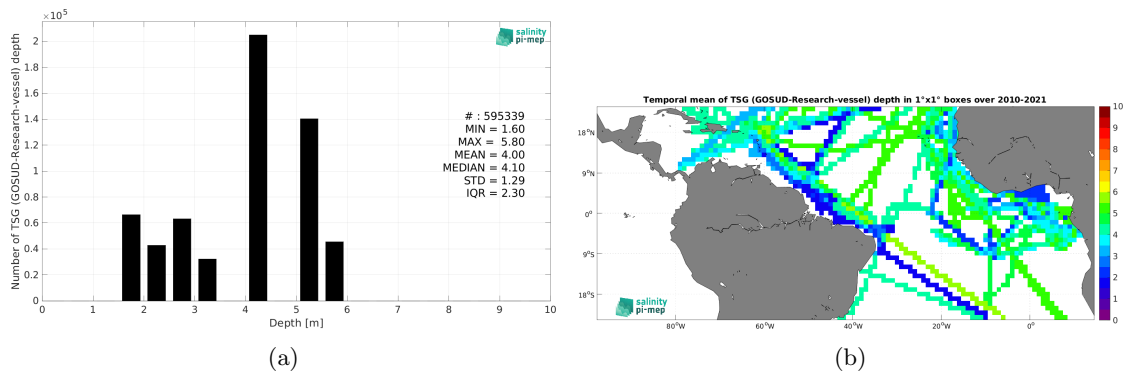 ×10⁵
2
1.8
1.6
1.4
1.2
1
0.8
0.6
0.4
0.2
0
Number of TSG (GOSUD-Research-vessel) depth
0 1 2 3 4 5 6 7 8 9 10
Depth [m]
salinity
pi-mep
# : 595339
MIN = 1.60
MAX = 5.80
MEAN = 4.00
MEDIAN = 4.10
STD = 1.29
IQR = 2.30
(a)
Temporal mean of TSG (GOSUD-Research-vessel) depth in 1°x1° boxes over 2010-2021
18°N
9°N
0°
9°S
18°S
80°W 60°W 40°W 20°W 0°
salinity
pi-mep
10
9
8
7
6
5
4
3
2
1
0
(b)